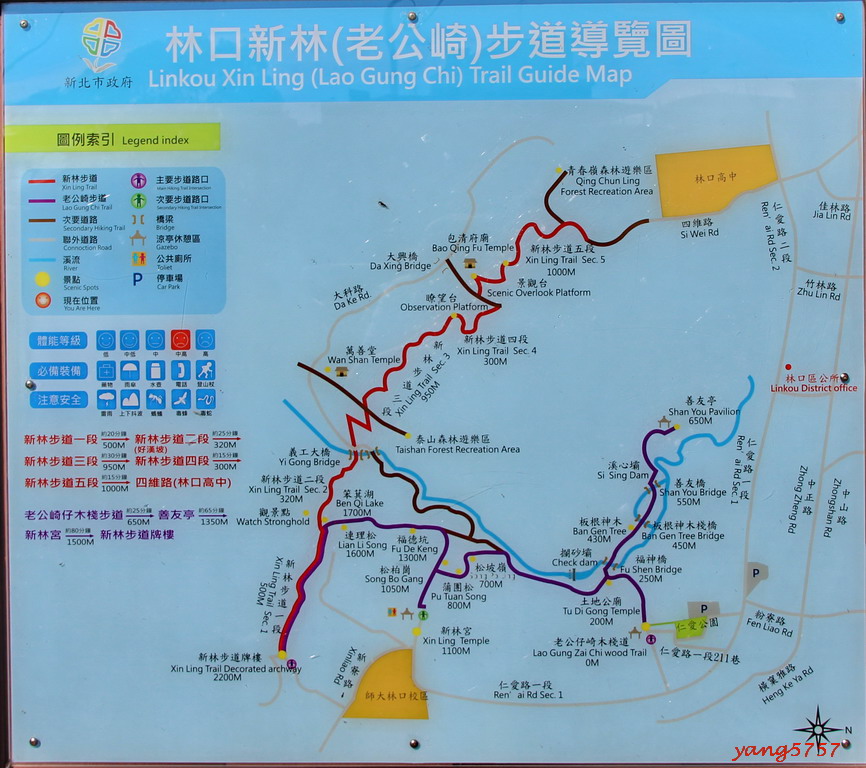 林口新林(老公崎)步道導覽圖
Linkou Xin Ling (Lao Gung Chi) Trail Guide Map
新北市政府
圖例索引 Legend index
新林步道
Xin Ling Trail
老公崎步道
Lao Gung Chi Trail
次要道路
Secondary Hiking Trail
聯外道路
Connection Road
溪流
River
景點
Scenic Spots
現在位置
You Are Here
主要步道路口
Main Hiking Trail Intersection
次要步道路口
Secondary Hiking Trail Intersection
橋梁
Bridge
涼亭休憩區
Gazebo
公共廁所
Toilet
P 停車場
Car Park
體能等級
低 中低 中 中高 高
必備裝備
藥物 雨傘 水壺 電話 登山杖
注意安全
雷雨 上下斜坡 毒蛇
新林步道一段 約20分鐘 500M 新林步道二段 (好漢坡) 約25分鐘 320M
新林步道三段 約30分鐘 950M 新林步道四段 約15分鐘 300M
新林步道五段 約15分鐘 1000M 四維路(林口高中)
老公崎仔木棧步道 約25分鐘 650M 善友亭 約65分鐘 1350M
新林宮 約80分鐘 1500M 新林步道牌樓
青春嶺森林遊樂區
Qing Chun Ling
Forest Recreation Area
林口高中
四維路
Si Wei Rd
仁愛路二段
Ren'ai Rd Sec. 2
佳林路
Jia Lin Rd
竹林路
Zhu Lin Rd
包清府廟
Bao Qing Fu Temple
新林步道五段
Xin Ling Trail Sec. 5
1000M
大興橋
Da Xing Bridge
景觀台
Scenic Overlook Platform
大科路
Da Ke Rd.
瞭望台
Observation Platform
新林步道四段
Xin Ling Trail Sec. 4
300M
新林步道三段
Xin Ling Trail Sec. 3
950M
萬善堂
Wan Shan Temple
林口區公所
Linkou District office
善友亭
Shan You Pavilion
650M
泰山森林遊樂區
Taishan Forest Recreation Area
義工大橋
Yi Gong Bridge
仁愛路一段
Ren'ai Rd Sec. 1
中正路
Zhong Zheng Rd
中山路
Zhongshan Rd
溪心壩
Si Sing Dam
善友橋
Shan You Bridge
550M
新林步道二段
Xin Ling Trail Sec. 2
320M
笨箕湖
Ben Qi Lake
1700M
觀景點
Watch Stronghold
板根神木
Ban Gen Tree
430M
板根神木棧橋
Ban Gen Tree Bridge
450M
連理松
Lian Li Song
1600M
福德坑
Fu De Keng
1300M
攔砂壩
Check dam
福神橋
Fu Shen Bridge
250M
松柏崗
Song Bo Gang
1050M
松坡嶺
700M
蒲團松
Pu Tuan Song
800M
土地公廟
Tu Di Gong Temple
200M
P
P
仁愛公園
粉寮路
Fen Liao Rd
新林步道一段
Xin Ling Trail Sec. 1
500M
新林宮
Xin Ling Temple
1100M
老公仔崎木棧道
Lao Gung Zai Chi wood Trail
0M
仁愛路一段211巷
新林步道牌樓
Xin Ling Trail Decorated archway
2200M
新寮路
Xinliao Rd
師大林口校區
仁愛路一段
Ren'ai Rd Sec. 1
Heng Ke Ya Rd
N
yang5757